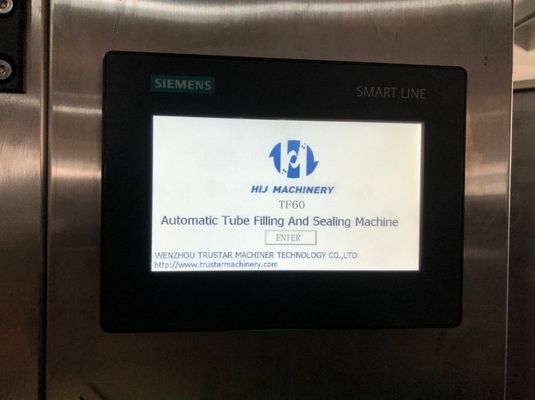 SIEMENS
SMART LINE
HIJ MACHINERY
TF60
Automatic Tube Filling And Sealing Machine
ENTER
WENZHOU TRUSTAR MACHINER TECHNOLOGY CO.,LTD
http://www.trustarmachinery.com